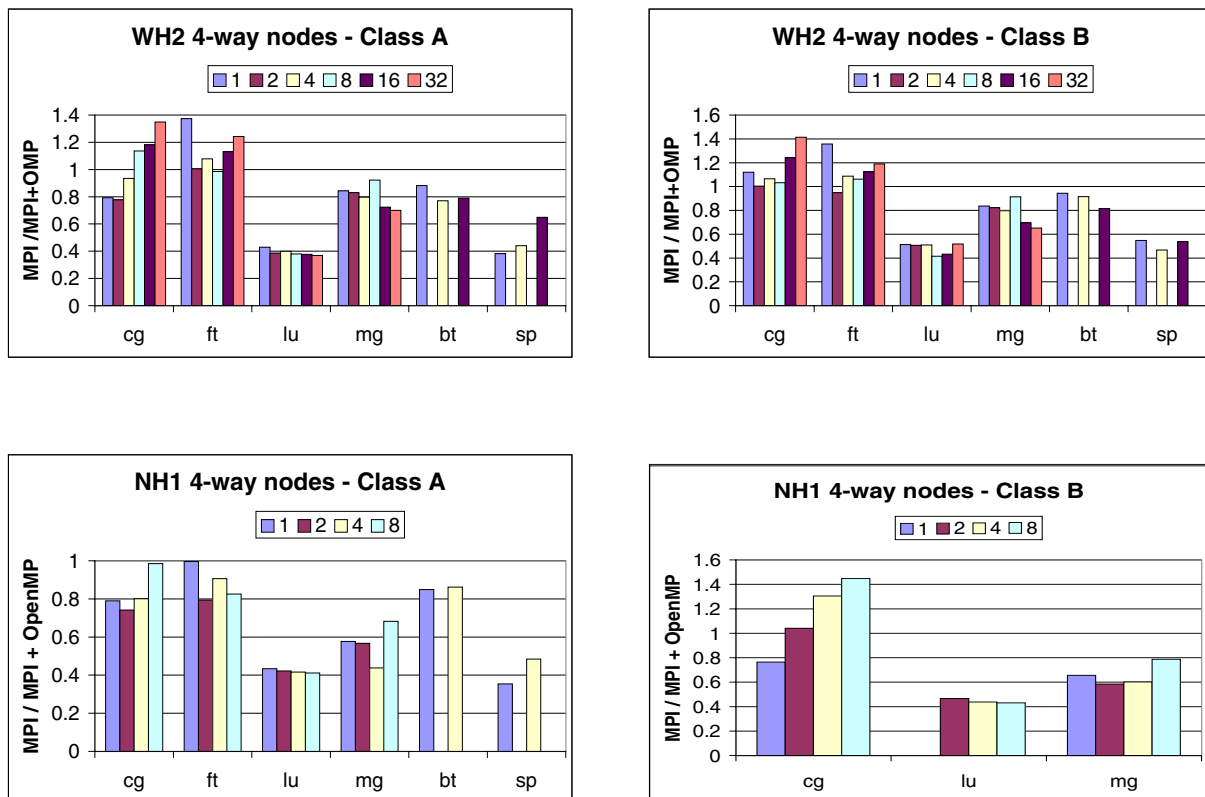 WH2 4-way nodes - Class A
1 2 4 8 16 32
MPI /MPI+OMP
1.4
1.2
1
0.8
0.6
0.4
0.2
0
cg ft lu mg bt sp
WH2 4-way nodes - Class B
1 2 4 8 16 32
MPI / MPI+OMP
1.6
1.4
1.2
1
0.8
0.6
0.4
0.2
0
cg ft lu mg bt sp
NH1 4-way nodes - Class A
1 2 4 8
MPI / MPI + OpenMP
1
0.8
0.6
0.4
0.2
0
cg ft lu mg bt sp
NH1 4-way nodes - Class B
1 2 4 8
MPI / MPI + OpenMP
1.6
1.4
1.2
1
0.8
0.6
0.4
0.2
0
cg lu mg